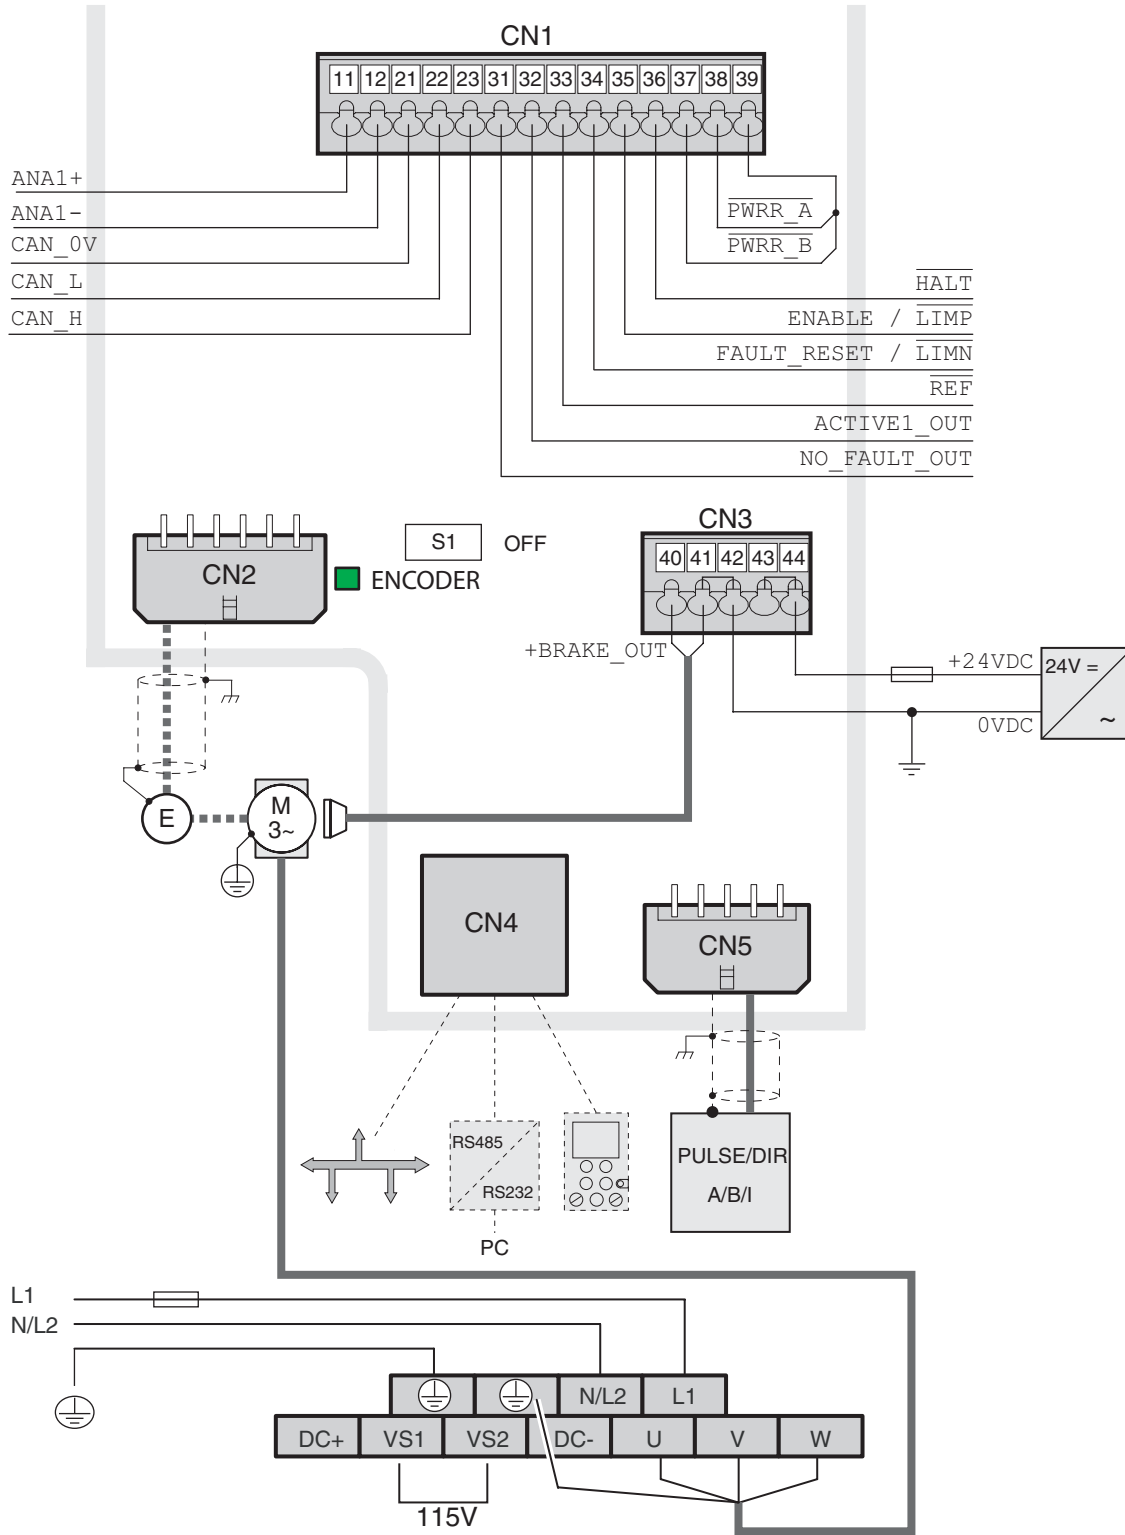 CN1
11 12 21 22 23 31 32 33 34 35 36 37 38 39
ANA1+
ANA1-
CAN_0V
CAN_L
CAN_H
PWRR_A
PWRR_B
HALT
ENABLE / LIMP
FAULT_RESET / LIMN
REF
ACTIVE1_OUT
NO_FAULT_OUT
CN2
S1 OFF
ENCODER
CN3
40 41 42 43 44
+BRAKE_OUT
+24VDC
0VDC
24V =
~
E
M
3~
CN4
CN5
RS485
RS232
PC
PULSE/DIR
A/B/I
L1
N/L2
N/L2 L1
DC+ VS1 VS2 DC- U V W
115V